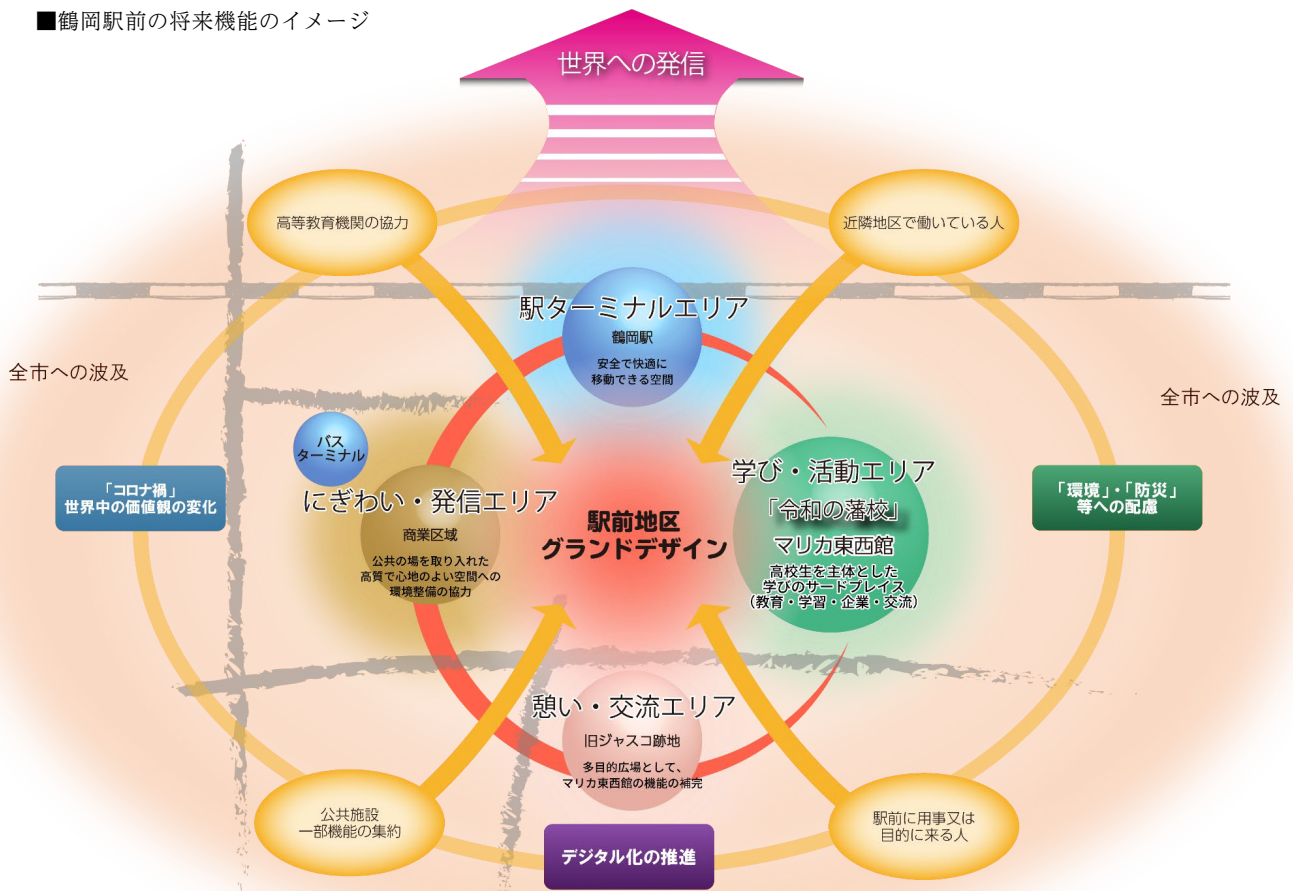 ■鶴岡駅前の将来機能のイメージ
世界への発信
高等教育機関の協力
近隣地区で働いている人
駅ターミナルエリア
鶴岡駅
安全で快適に
移動できる空間
全市への波及
全市への波及
バス
ターミナル
にぎわい・発信エリア
商業区域
公共の場を取り入れた
高質で心地のよい空間への
環境整備の協力
「コロナ禍」
世界中の価値観の変化
駅前地区
グランドデザイン
学び・活動エリア
「令和の藩校」
マリカ東西館
高校生を主体とした
学びのサードプレイス
（教育・学習・企業・交流）
「環境」・「防災」
等への配慮
憩い・交流エリア
旧ジャスコ跡地
多目的広場として、
マリカ東西館の機能の補完
公共施設
一部機能の集約
駅前に用事又は
目的に来る人
デジタル化の推進